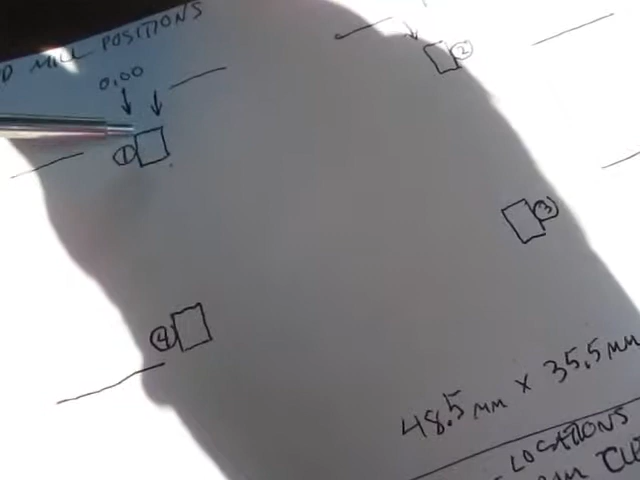 D MILL POSITIONS
0.00
①
②
③
④
48.5 MM X 35.5 MM
LOCATIONS